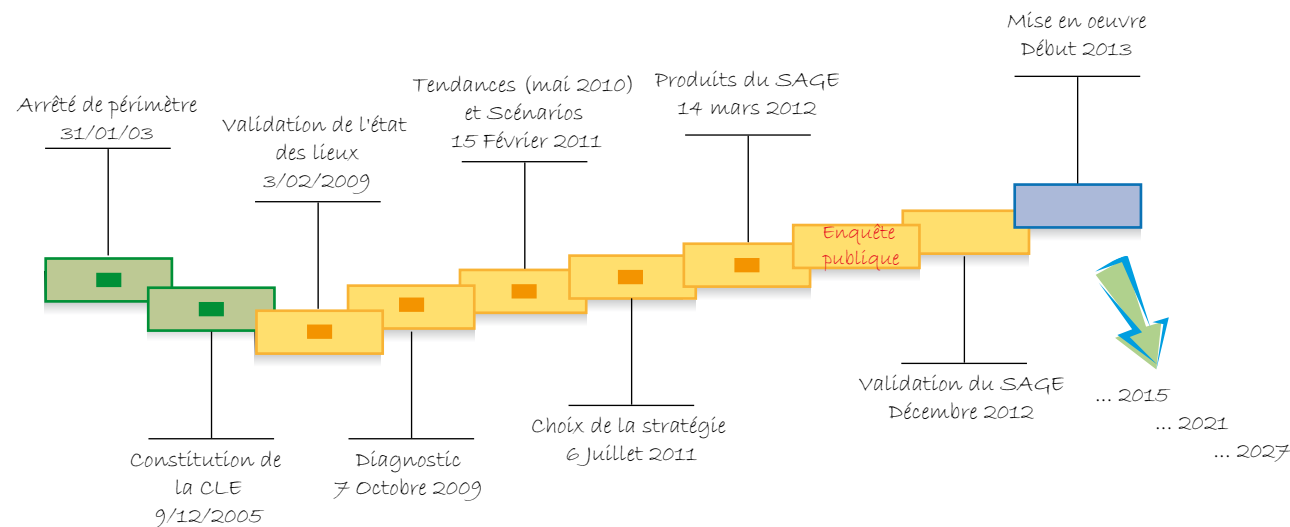 Arrêté de périmètre
31/01/03
Constitution de
la CLE
9/12/2005
Validation de l'état
des lieux
3/02/2009
Diagnostic
7 Octobre 2009
Tendances (mai 2010)
et Scénarios
15 Février 2011
Choix de la stratégie
6 Juillet 2011
Produits du SAGE
14 mars 2012
Enquête
publique
Validation du SAGE
Décembre 2012
Mise en oeuvre
Début 2013
... 2015
... 2021
... 2027